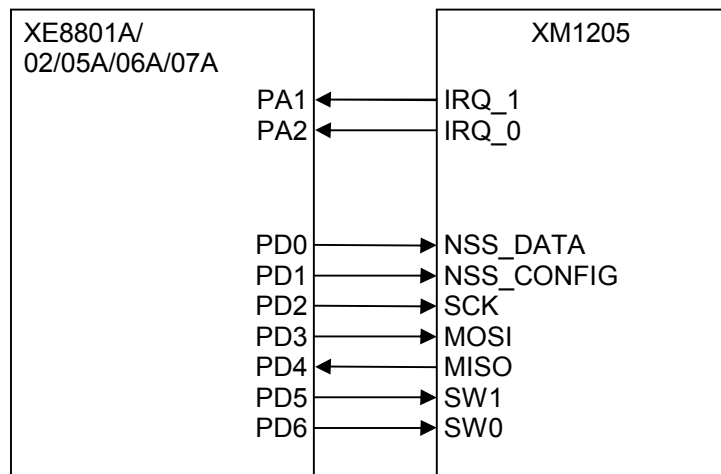 XE8801A/
02/05A/06A/07A
XM1205
PA1 IRQ_1
PA2 IRQ_0
PD0 NSS_DATA
PD1 NSS_CONFIG
PD2 SCK
PD3 MOSI
PD4 MISO
PD5 SW1
PD6 SW0